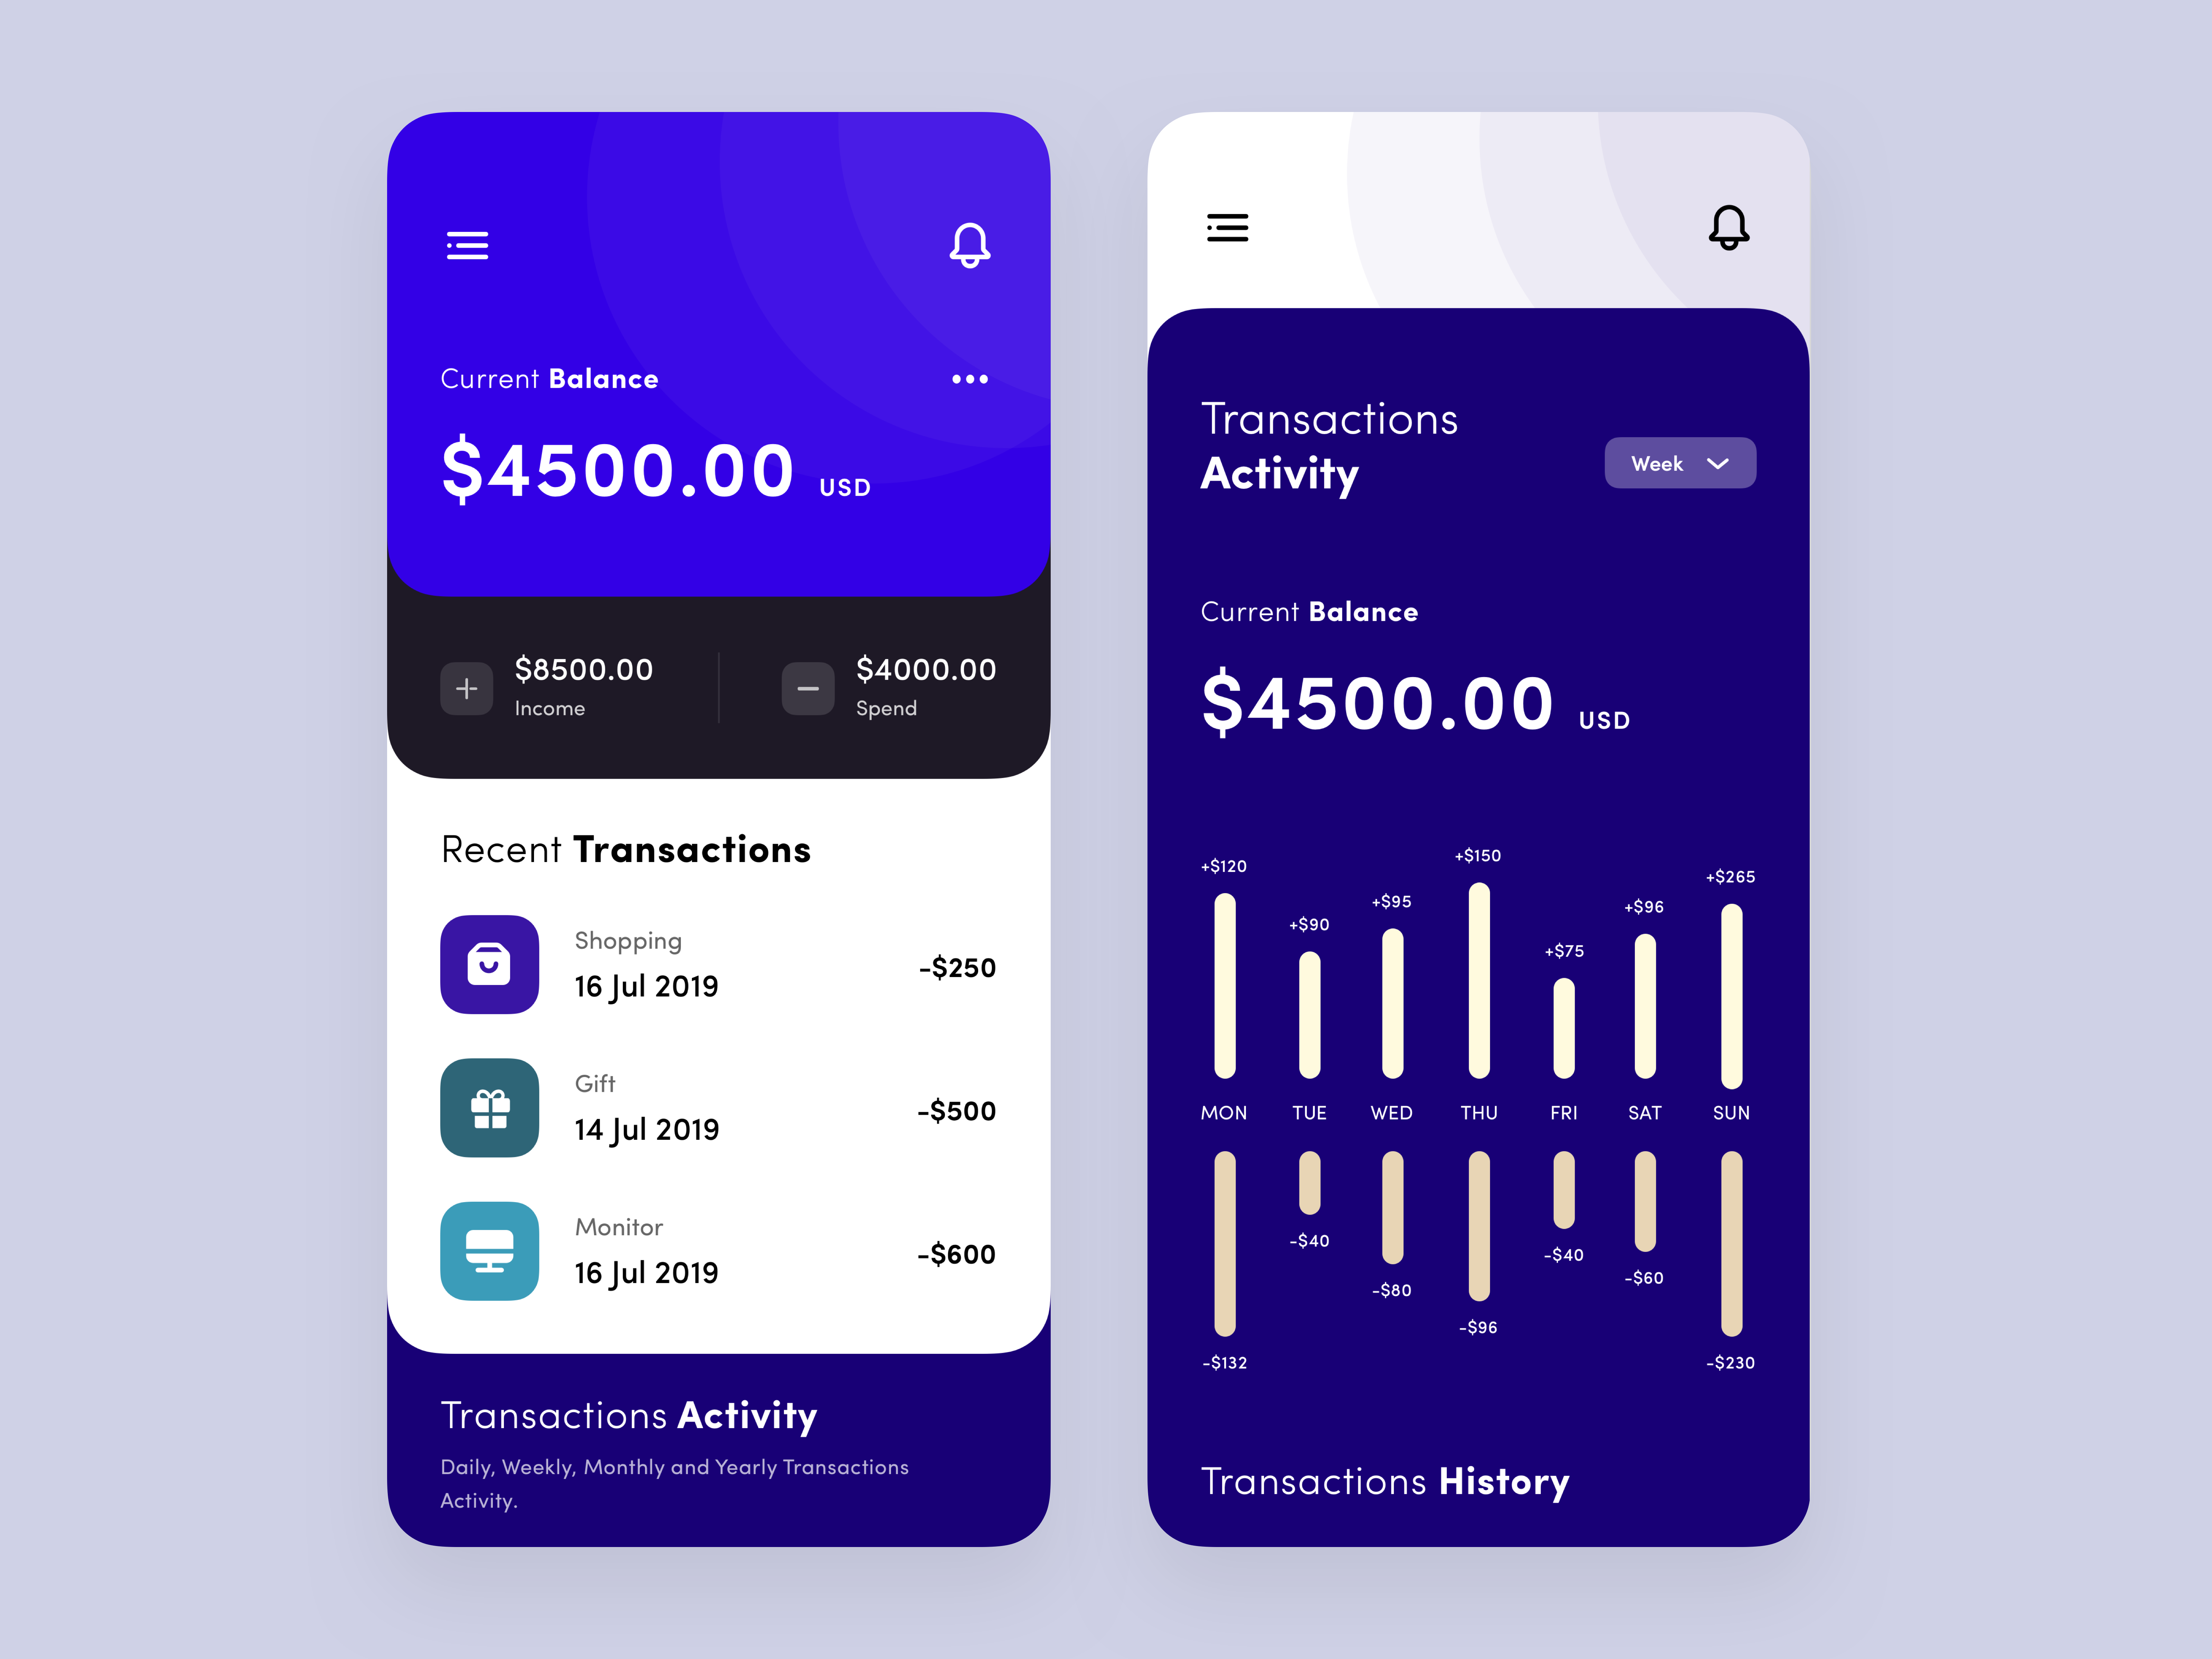 Current Balance
$4500.00 USD
$8500.00
Income
$4000.00
Spend
Recent Transactions
Shopping
16 Jul 2019
-$250
Gift
14 Jul 2019
-$500
Monitor
16 Jul 2019
-$600
Transactions Activity
Daily, Weekly, Monthly and Yearly Transactions
Activity.
Transactions
Activity
Week
Current Balance
$4500.00 USD
+$120
+$90
+$95
+$150
+$75
+$96
+$265
MON
TUE
WED
THU
FRI
SAT
SUN
-$132
-$40
-$80
-$96
-$40
-$60
-$230
Transactions History